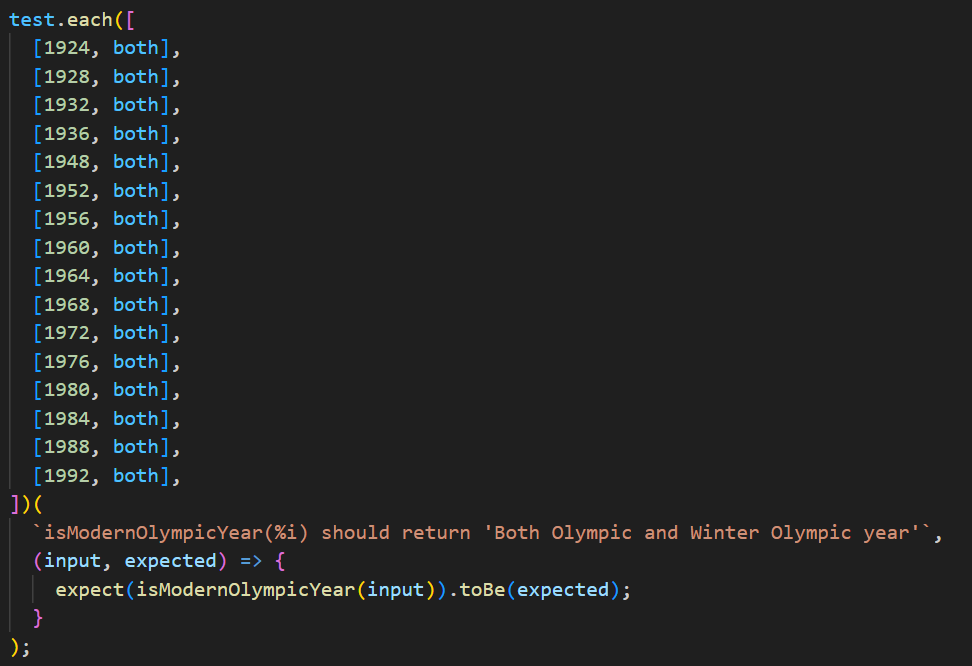 test.each([
  [1924, both],
  [1928, both],
  [1932, both],
  [1936, both],
  [1948, both],
  [1952, both],
  [1956, both],
  [1960, both],
  [1964, both],
  [1968, both],
  [1972, both],
  [1976, both],
  [1980, both],
  [1984, both],
  [1988, both],
  [1992, both],
])(
  `isModernOlympicYear(%i) should return 'Both Olympic and Winter Olympic year'`,
  (input, expected) => {
    expect(isModernOlympicYear(input)).toBe(expected);
  }
);